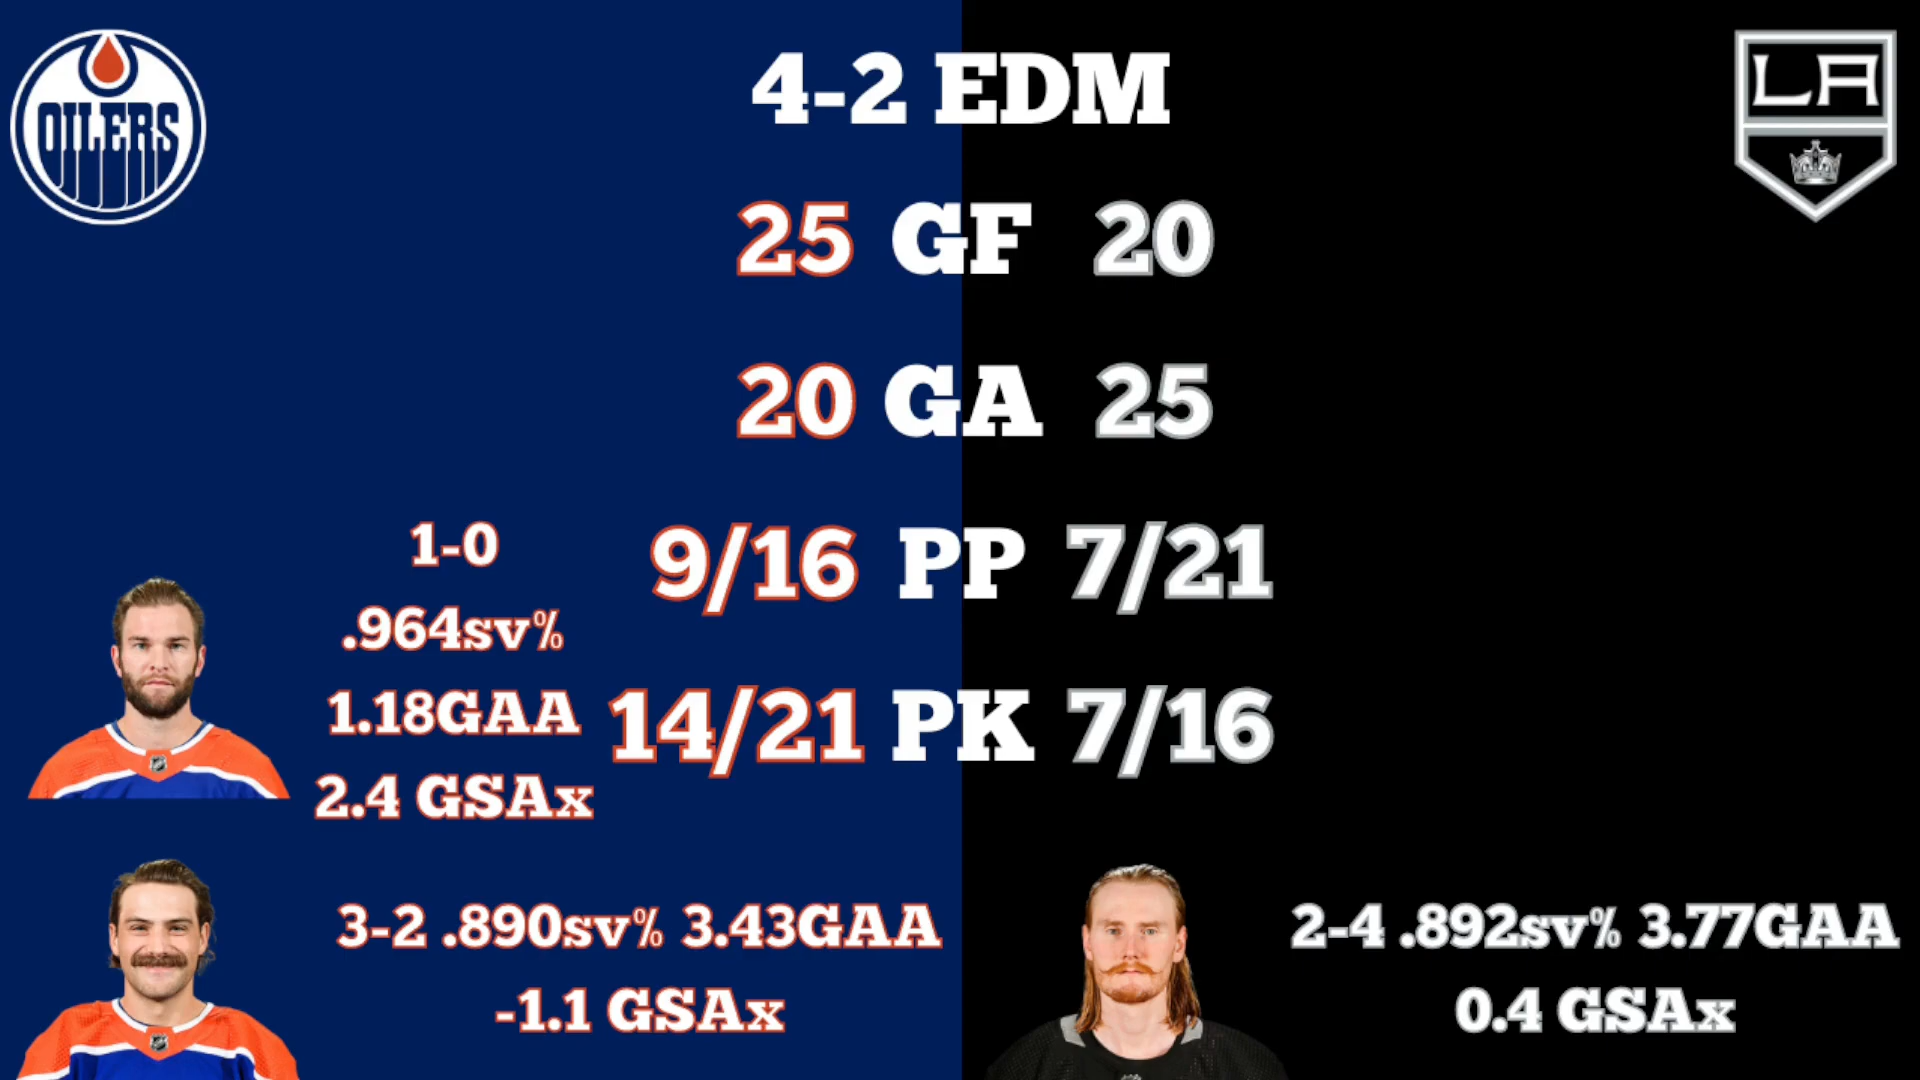 OILERS
4-2 EDM
LA
25 GF 20
20 GA 25
9/16 PP 7/21
14/21 PK 7/16
1-0
.964sv%
1.18GAA
2.4 GSAx
3-2 .890sv% 3.43GAA
-1.1 GSAx
2-4 .892sv% 3.77GAA
0.4 GSAx